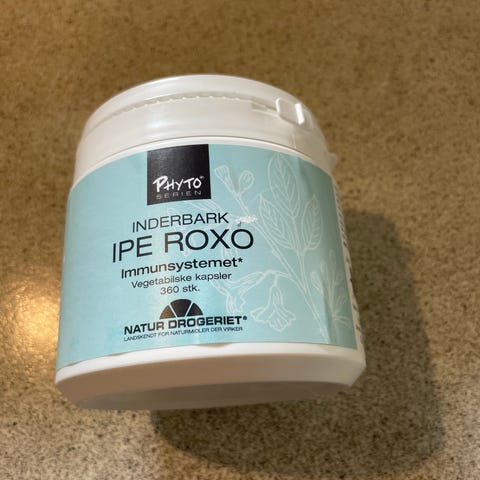 PHYTO®
SERIEN
INDERBARK
IPE ROXO
Immunsystemet*
Vegetabilske kapsler
360 stk.
NATUR DROGERIET®
LANDSKENDT FOR NATURMIDLER DER VIRKER